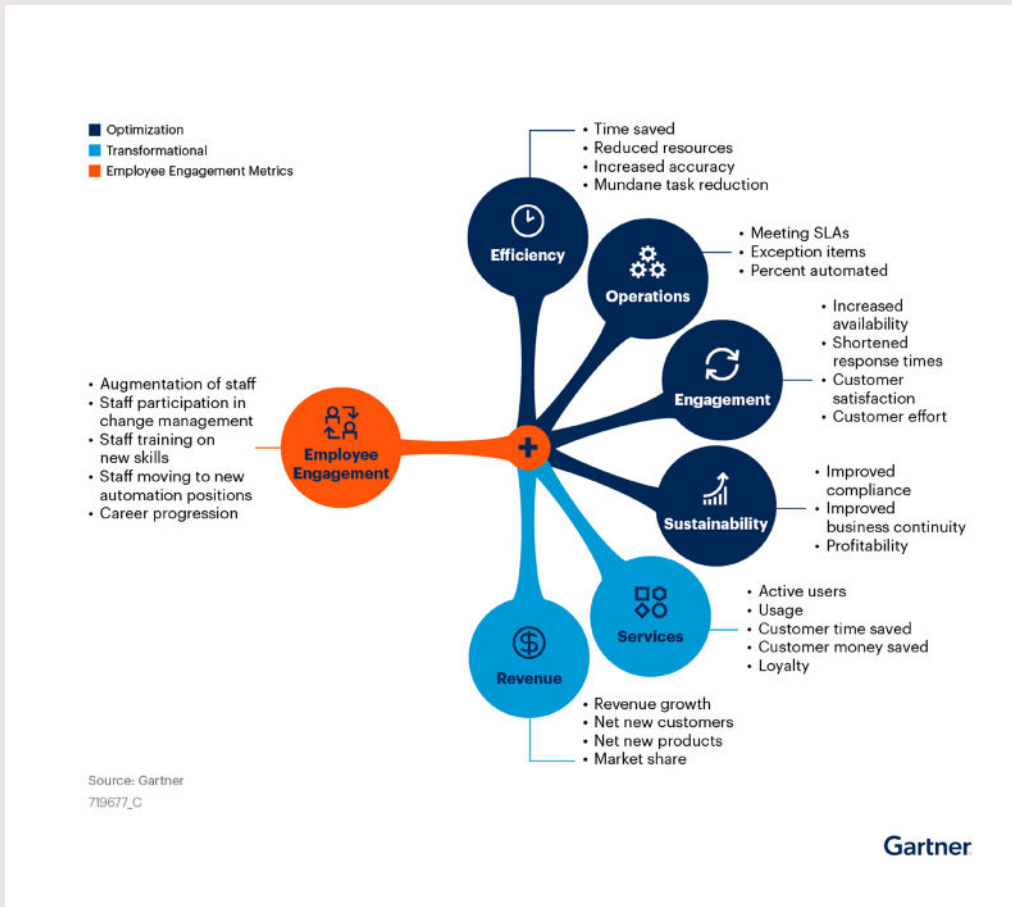 Optimization
Transformational
Employee Engagement Metrics
• Time saved
• Reduced resources
• Increased accuracy
• Mundane task reduction
Efficiency
• Meeting SLAs
• Exception items
• Percent automated
Operations
• Increased
availability
• Shortened
response times
• Customer
satisfaction
• Customer effort
Engagement
• Augmentation of staff
• Staff participation in
change management
• Staff training on
new skills
• Staff moving to new
automation positions
• Career progression
Employee
Engagement
+
• Improved
compliance
• Improved
business continuity
• Profitability
Sustainability
• Active users
• Usage
• Customer time saved
• Customer money saved
• Loyalty
Services
$
Revenue
• Revenue growth
• Net new customers
• Net new products
• Market share
Source: Gartner
719677_C
Gartner